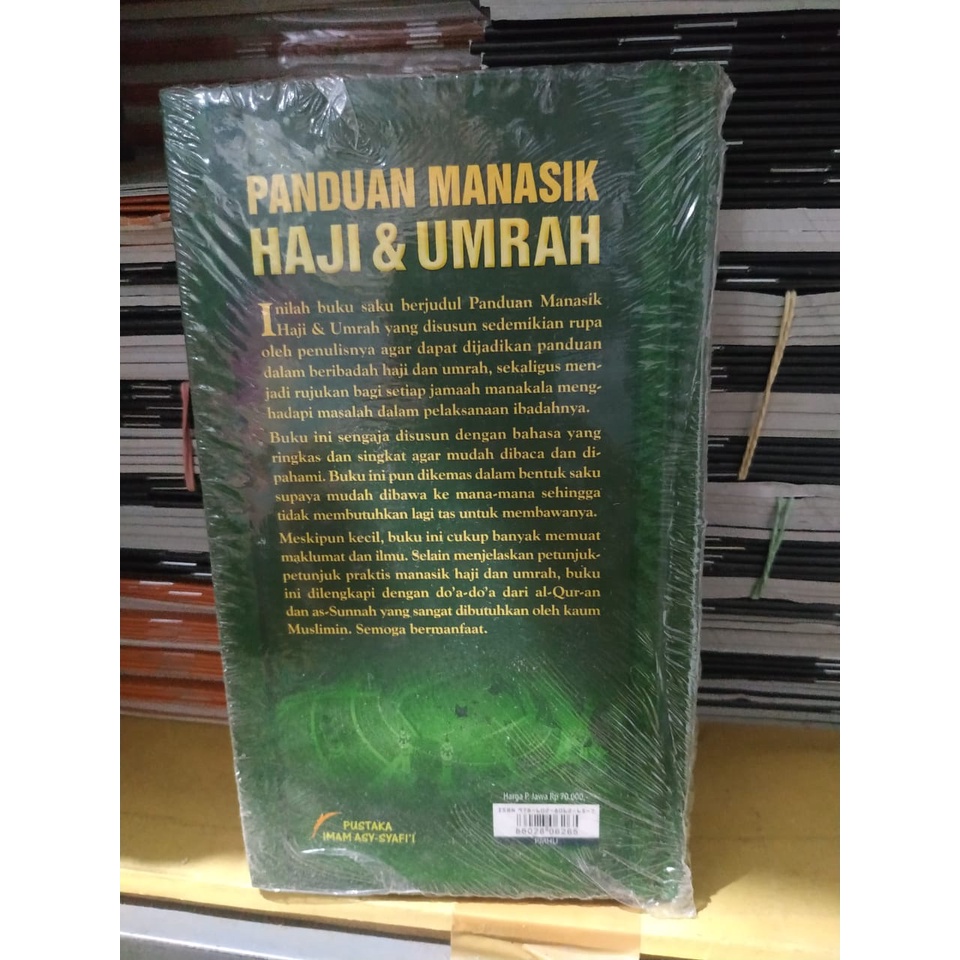 PANDUAN MANASIK
HAJI & UMRAH
Inilah buku saku berjudul Panduan Manasik
Haji & Umrah yang disusun sedemikian rupa
oleh penulisnya agar dapat dijadikan panduan
dalam beribadah haji dan umrah, sekaligus men-
jadi rujukan bagi setiap jamaah manakala meng-
hadapi masalah dalam pelaksanaan ibadahnya.
Buku ini sengaja disusun dengan bahasa yang
ringkas dan singkat agar mudah dibaca dan di-
pahami. Buku ini pun dikemas dalam bentuk saku
supaya mudah dibawa ke mana-mana sehingga
tidak membutuhkan lagi tas untuk membawanya.
Meskipun kecil, buku ini cukup banyak memuat
maklumat dan ilmu. Selain menjelaskan petunjuk-
petunjuk praktis manasik haji dan umrah, buku
ini dilengkapi dengan do'a-do'a dari al-Qur-an
dan as-Sunnah yang sangat dibutuhkan oleh kaum
Muslimin. Semoga bermanfaat.
Harga P. Jawa Rp 70.000,-
ISBN
PUSTAKA
IMAM ASY-SYAFI'I